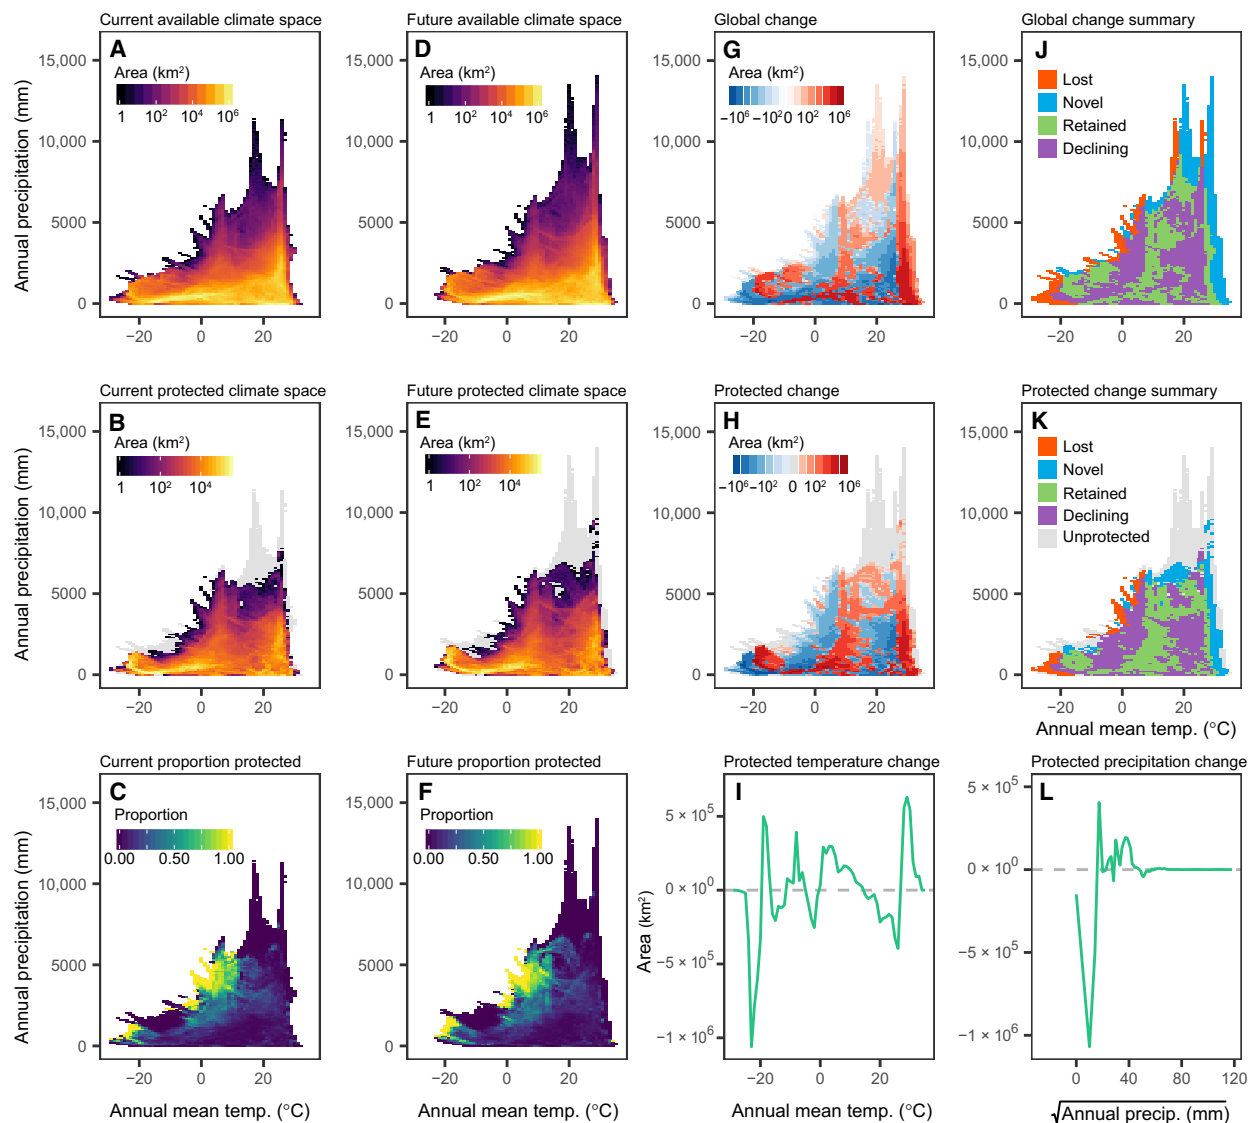 Current available climate space
A
Area (km²)
1 10² 10⁴ 10⁶
15,000
10,000
5000
0
Annual precipitation (mm)
−20 0 20
Future available climate space
D
Area (km²)
1 10² 10⁴ 10⁶
15,000
10,000
5000
0
−20 0 20
Global change
G
Area (km²)
−10⁶ −10² 0 10² 10⁶
15,000
10,000
5000
0
−20 0 20
Global change summary
J
Lost
Novel
Retained
Declining
15,000
10,000
5000
0
−20 0 20
Current protected climate space
B
Area (km²)
1 10² 10⁴
15,000
10,000
5000
0
Annual precipitation (mm)
−20 0 20
Future protected climate space
E
Area (km²)
1 10² 10⁴
15,000
10,000
5000
0
−20 0 20
Protected change
H
Area (km²)
−10⁶ −10² 0 10² 10⁶
15,000
10,000
5000
0
−20 0 20
Protected change summary
K
Lost
Novel
Retained
Declining
Unprotected
15,000
10,000
5000
0
−20 0 20
Annual mean temp. (°C)
Current proportion protected
C
Proportion
0.00 0.50 1.00
15,000
10,000
5000
0
Annual precipitation (mm)
−20 0 20
Annual mean temp. (°C)
Future proportion protected
F
Proportion
0.00 0.50 1.00
15,000
10,000
5000
0
−20 0 20
Annual mean temp. (°C)
Protected temperature change
I
5 × 10⁵
0 × 10⁰
−5 × 10⁵
−1 × 10⁶
Area (km²)
−20 0 20
Annual mean temp. (°C)
Protected precipitation change
L
5 × 10⁵
0 × 10⁰
−5 × 10⁵
−1 × 10⁶
0 40 80 120
√Annual precip. (mm)